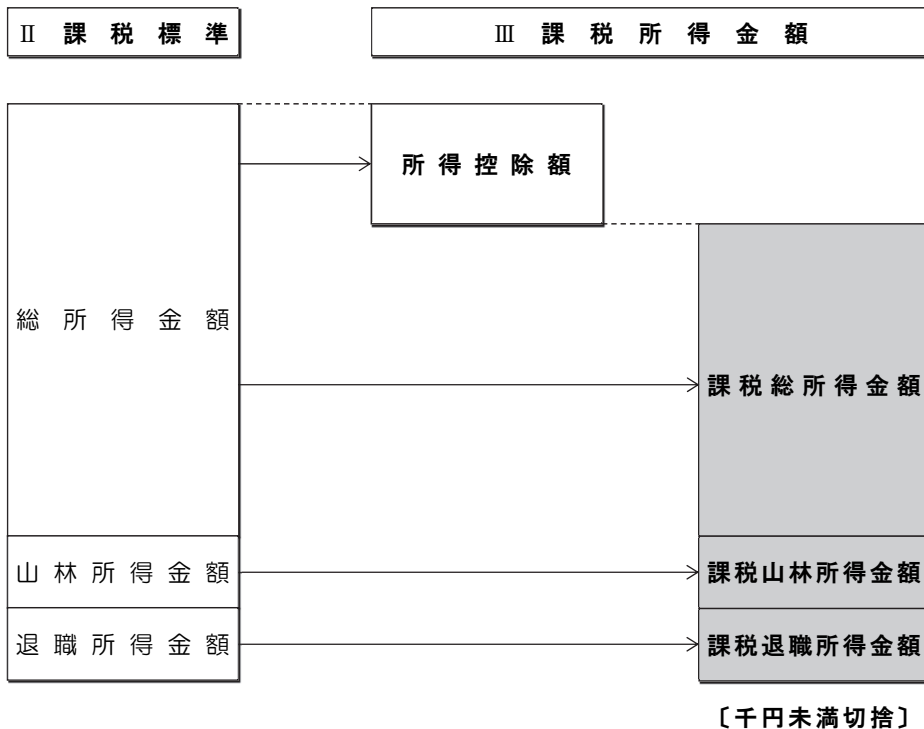 Ⅱ 課税標準
Ⅲ 課税所得金額
所得控除額
総所得金額
課税総所得金額
山林所得金額
課税山林所得金額
退職所得金額
課税退職所得金額
〔千円未満切捨〕